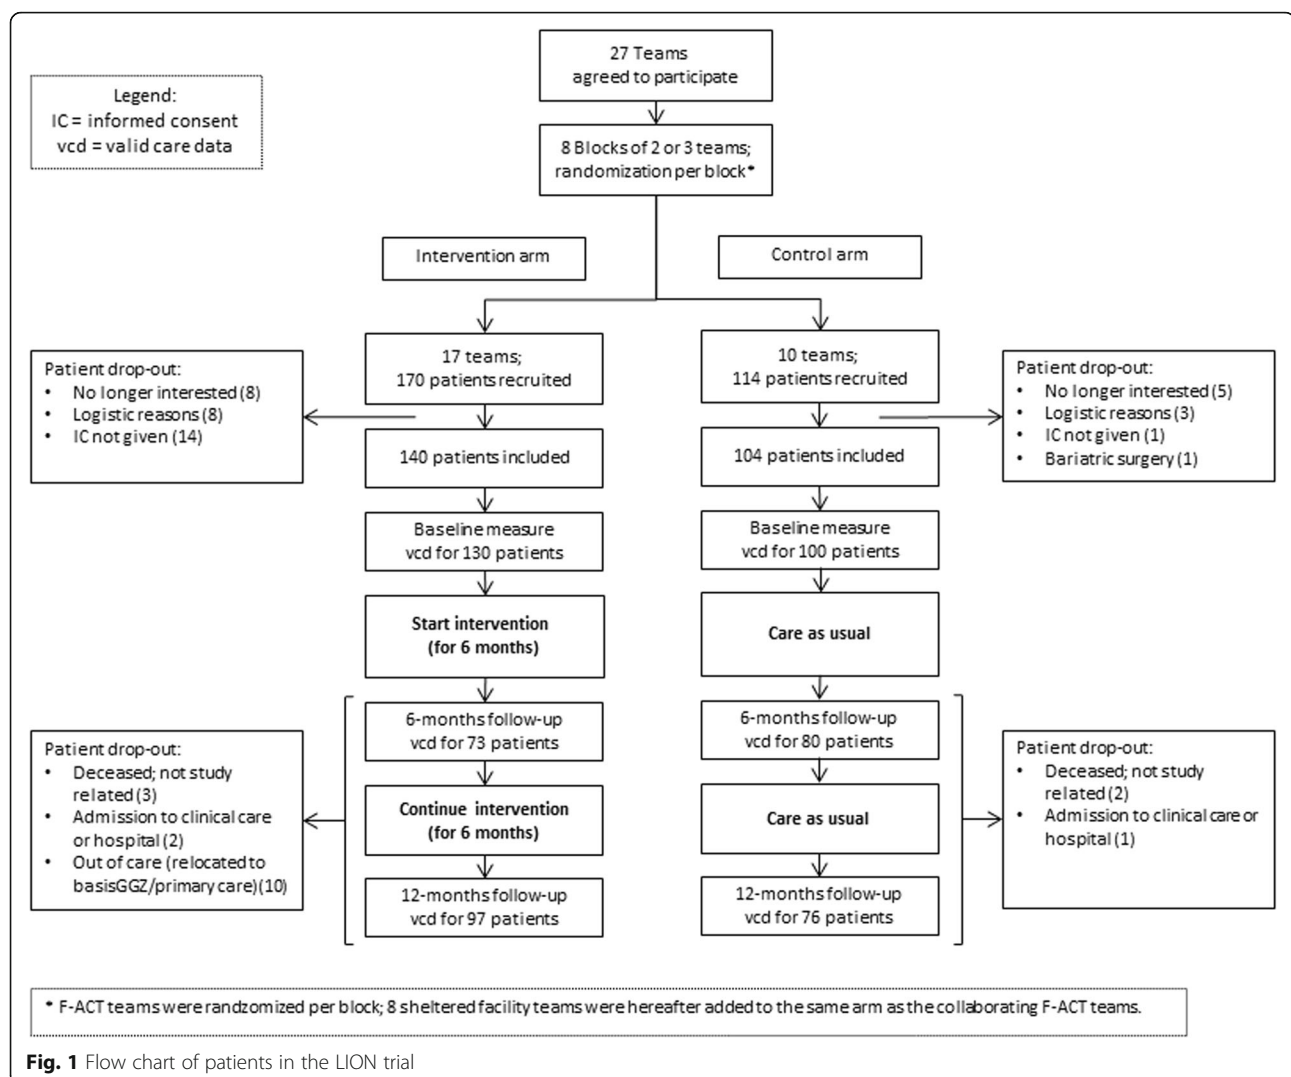 27 Teams
agreed to participate
Legend:
IC = informed consent
vcd = valid care data
8 Blocks of 2 or 3 teams;
randomization per block*
Intervention arm
Control arm
17 teams;
170 patients recruited
10 teams;
114 patients recruited
Patient drop-out:
• No longer interested (8)
• Logistic reasons (8)
• IC not given (14)
Patient drop-out:
• No longer interested (5)
• Logistic reasons (3)
• IC not given (1)
• Bariatric surgery (1)
140 patients included
104 patients included
Baseline measure
vcd for 130 patients
Baseline measure
vcd for 100 patients
Start intervention
(for 6 months)
Care as usual
6-months follow-up
vcd for 73 patients
6-months follow-up
vcd for 80 patients
Patient drop-out:
• Deceased; not study
related (3)
• Admission to clinical care
or hospital (2)
• Out of care (relocated to
basisGGZ/primary care) (10)
Continue intervention
(for 6 months)
Care as usual
Patient drop-out:
• Deceased; not study
related (2)
• Admission to clinical care or
hospital (1)
12-months follow-up
vcd for 97 patients
12-months follow-up
vcd for 76 patients
* F-ACT teams were randzomized per block; 8 sheltered facility teams were hereafter added to the same arm as the collaborating F-ACT teams.
Fig. 1 Flow chart of patients in the LION trial